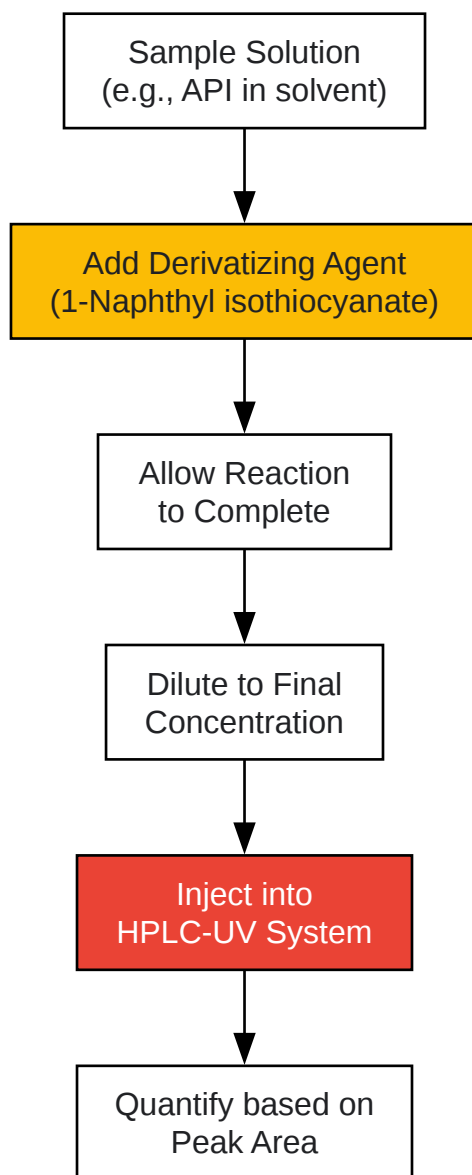 Sample Solution
(e.g., API in solvent)
Add Derivatizing Agent
(1-Naphthyl isothiocyanate)
Allow Reaction
to Complete
Dilute to Final
Concentration
Inject into
HPLC-UV System
Quantify based on
Peak Area